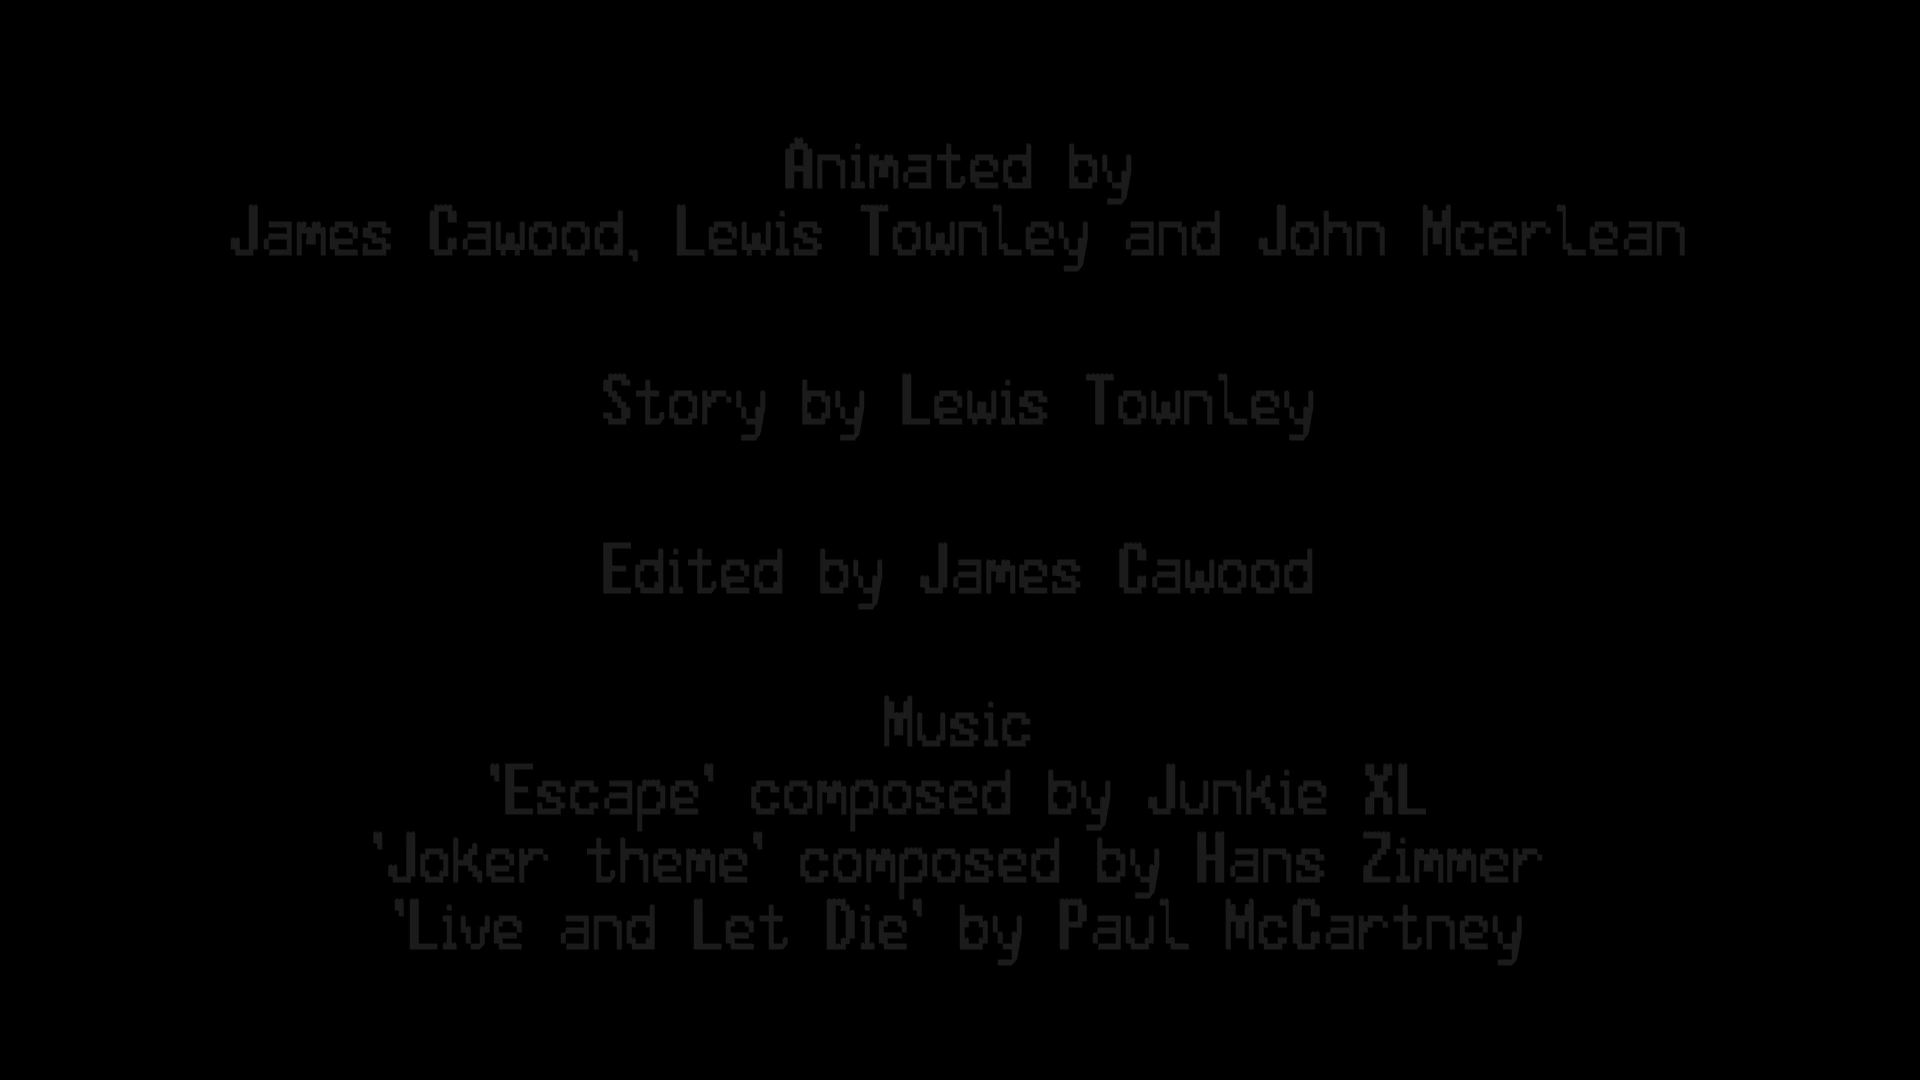 Animated by
James Cawood, Lewis Townley and John Mcerlean
Story by Lewis Townley
Edited by James Cawood
Music
'Escape' composed by Junkie XL
'Joker theme' composed by Hans Zimmer
'Live and Let Die' by Paul McCartney